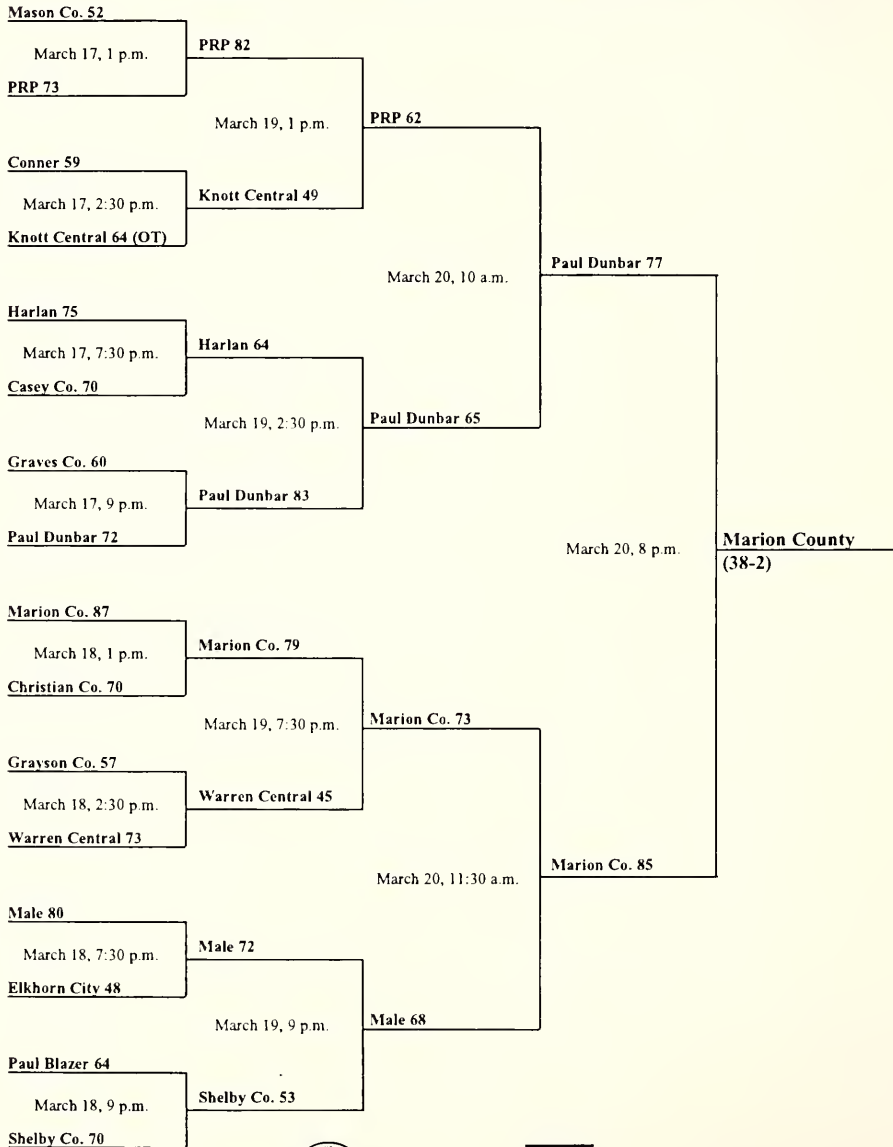 Mason Co. 52
March 17, 1 p.m.
PRP 73
PRP 82
March 19, 1 p.m.
Conner 59
March 17, 2:30 p.m.
Knott Central 64 (OT)
Knott Central 49
PRP 62
March 20, 10 a.m.
Harlan 75
March 17, 7:30 p.m.
Casey Co. 70
Harlan 64
March 19, 2:30 p.m.
Graves Co. 60
March 17, 9 p.m.
Paul Dunbar 72
Paul Dunbar 83
Paul Dunbar 65
Paul Dunbar 77
March 20, 8 p.m.
Marion County
(38-2)
Marion Co. 87
March 18, 1 p.m.
Christian Co. 70
Marion Co. 79
March 19, 7:30 p.m.
Grayson Co. 57
March 18, 2:30 p.m.
Warren Central 73
Warren Central 45
Marion Co. 73
March 20, 11:30 a.m.
Marion Co. 85
Male 80
March 18, 7:30 p.m.
Elkhorn City 48
Male 72
March 19, 9 p.m.
Male 68
Paul Blazer 64
March 18, 9 p.m.
Shelby Co. 70
Shelby Co. 53